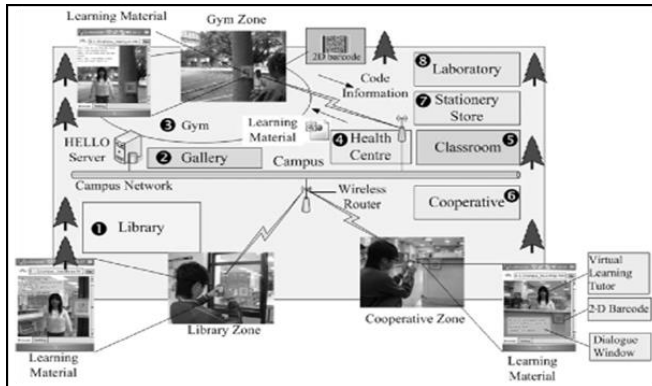 Learning Material
Gym Zone
2D barcode
Code
Information
8 Laboratory
7 Stationery
Store
3 Gym
Learning
Material
4 Health
Centre
Classroom 5
HELLO
Server
2 Gallery
Campus
Campus Network
Wireless
Router
Cooperative 6
1 Library
Library Zone
Cooperative Zone
Learning
Material
Learning
Material
Virtual
Learning
Tutor
2-D Barcode
Dialogue
Window